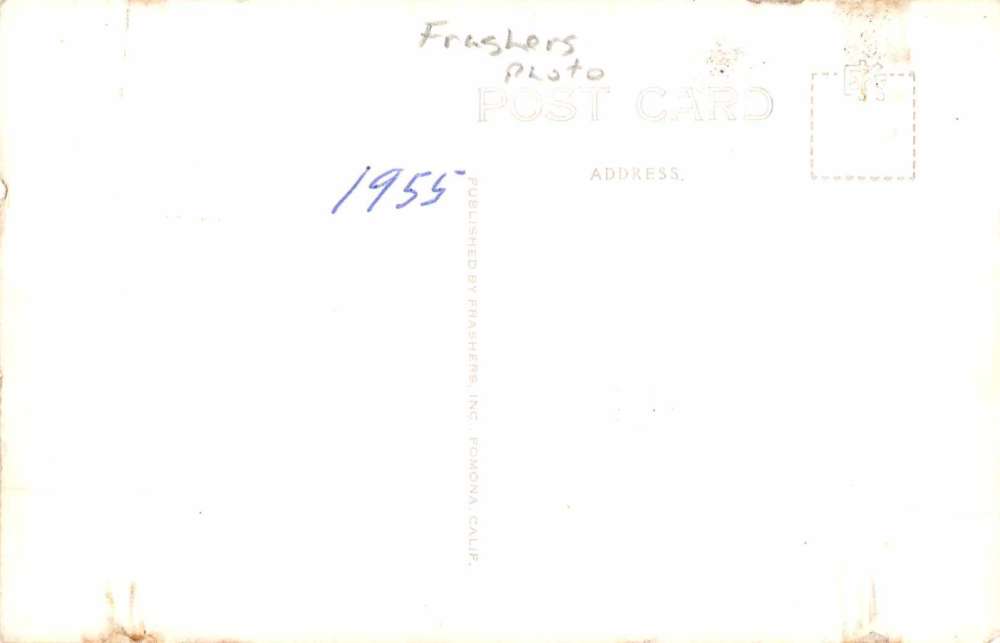 Frashers
Photo
POST CARD
ADDRESS.
1955
PUBLISHED BY FRASHERS, INC., POMONA, CALIF.